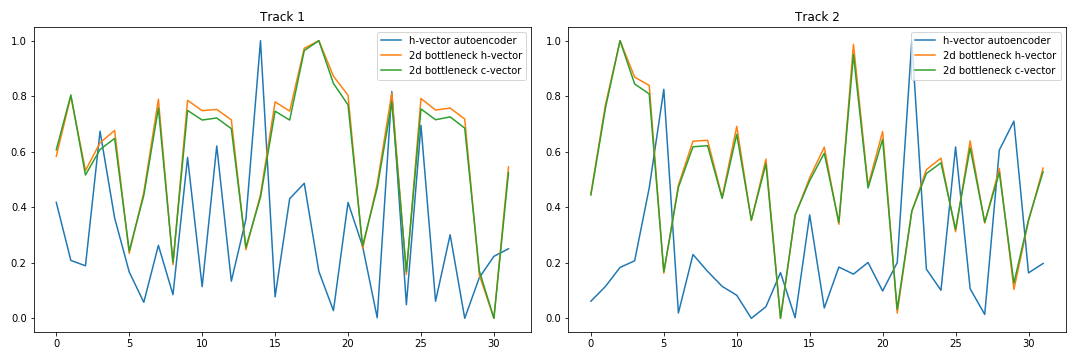 Track 1
h-vector autoencoder
2d bottleneck h-vector
2d bottleneck c-vector
1.0
0.8
0.6
0.4
0.2
0.0
0 5 10 15 20 25 30
Track 2
h-vector autoencoder
2d bottleneck h-vector
2d bottleneck c-vector
1.0
0.8
0.6
0.4
0.2
0.0
0 5 10 15 20 25 30